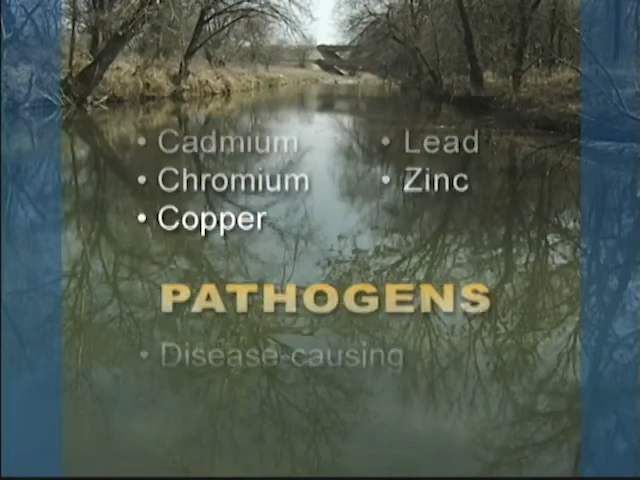 • Cadmium
• Chromium
• Copper
• Lead
• Zinc
PATHOGENS
• Disease-causing